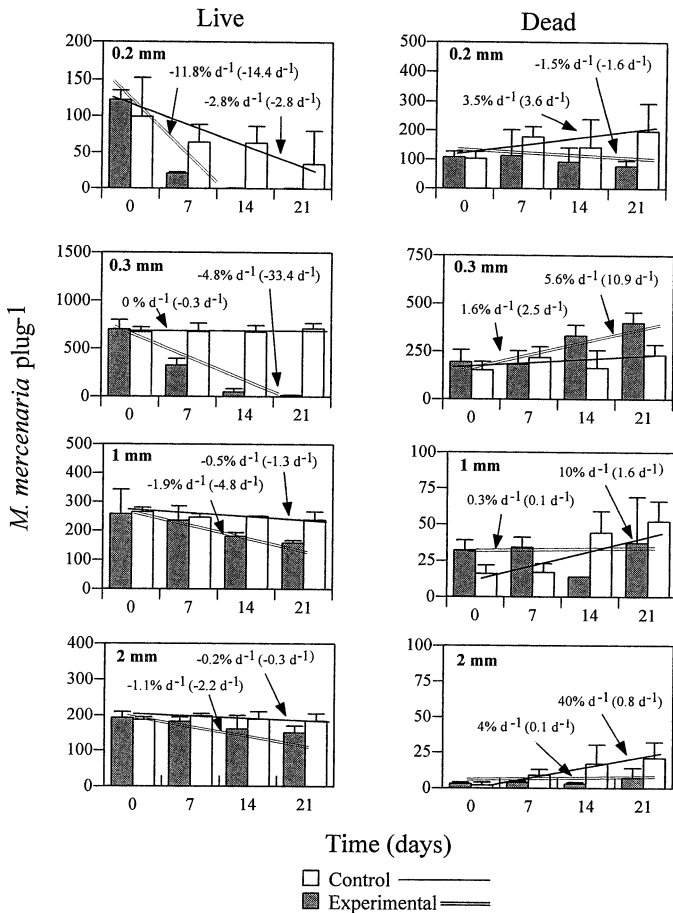 Live
Dead
M. mercenaria plug-1
0.2 mm
200
150
100
50
0
-11.8% d-1 (-14.4 d-1)
-2.8% d-1 (-2.8 d-1)
0 7 14 21
0.2 mm
500
400
300
200
100
0
-1.5% d-1 (-1.6 d-1)
3.5% d-1 (3.6 d-1)
0 7 14 21
0.3 mm
1500
1000
500
0
-4.8% d-1 (-33.4 d-1)
0 % d-1 (-0.3 d-1)
0 7 14 21
0.3 mm
750
500
250
0
5.6% d-1 (10.9 d-1)
1.6% d-1 (2.5 d-1)
0 7 14 21
1 mm
500
400
300
200
100
0
-0.5% d-1 (-1.3 d-1)
-1.9% d-1 (-4.8 d-1)
0 7 14 21
1 mm
100
75
50
25
0
10% d-1 (1.6 d-1)
0.3% d-1 (0.1 d-1)
0 7 14 21
2 mm
400
300
200
100
0
-0.2% d-1 (-0.3 d-1)
-1.1% d-1 (-2.2 d-1)
0 7 14 21
2 mm
100
75
50
25
0
40% d-1 (0.8 d-1)
4% d-1 (0.1 d-1)
0 7 14 21
Time (days)
Control
Experimental